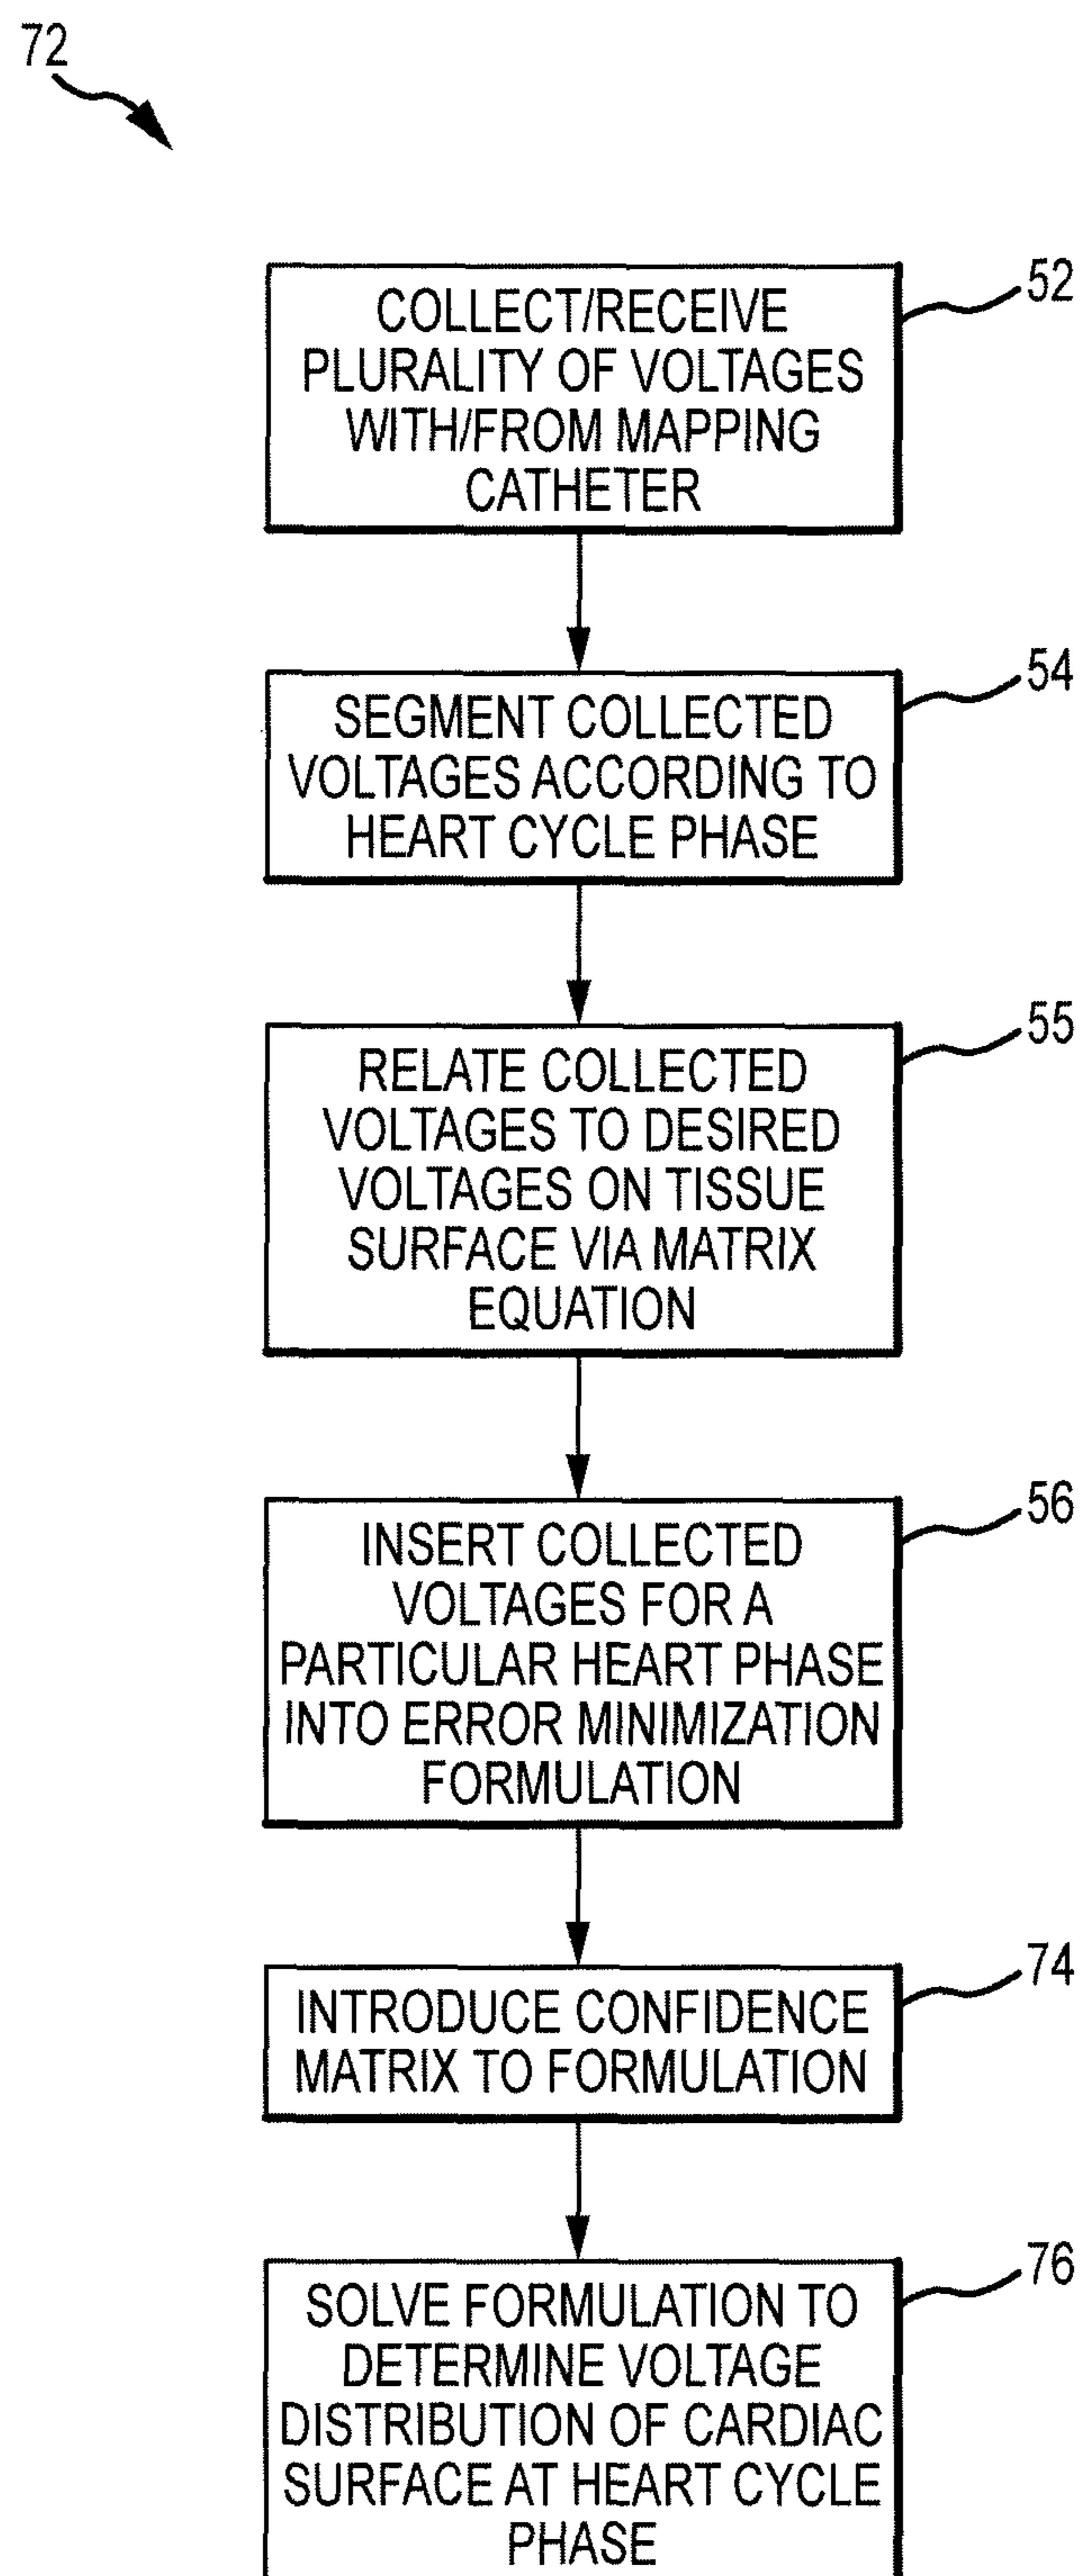 72
COLLECT/RECEIVE
PLURALITY OF VOLTAGES
WITH/FROM MAPPING
CATHETER
52
SEGMENT COLLECTED
VOLTAGES ACCORDING TO
HEART CYCLE PHASE
54
RELATE COLLECTED
VOLTAGES TO DESIRED
VOLTAGES ON TISSUE
SURFACE VIA MATRIX
EQUATION
55
INSERT COLLECTED
VOLTAGES FOR A
PARTICULAR HEART PHASE
INTO ERROR MINIMIZATION
FORMULATION
56
INTRODUCE CONFIDENCE
MATRIX TO FORMULATION
74
SOLVE FORMULATION TO
DETERMINE VOLTAGE
DISTRIBUTION OF CARDIAC
SURFACE AT HEART CYCLE
PHASE
76